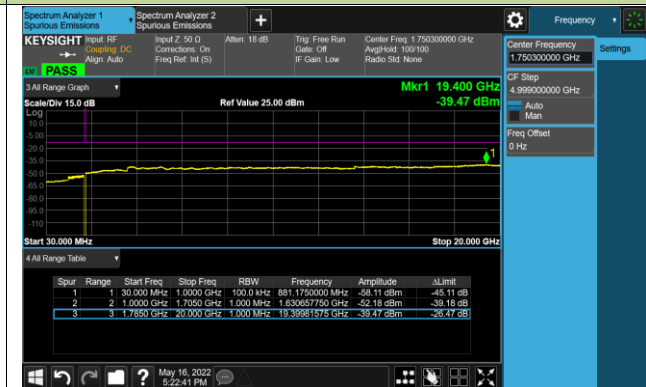 Spectrum Analyzer 1
Spurious Emissions
Spectrum Analyzer 2
Spurious Emissions
+
Frequency
KEYSIGHT Input: RF
Coupling: DC
Align: Auto
Input Z: 50 Ω
Corrections: On
Freq Ref: Int (S)
Atten: 18 dB
Trig: Free Run
Gate: Off
IF Gain: Low
Center Freq: 1.750300000 GHz
Avg|Hold: 100/100
Radio Std: None
PASS
3 All Range Graph
Mkr1 19.400 GHz
Scale/Div 15.0 dB
Ref Value 25.00 dBm
-39.47 dBm
Log
10.0
-5.00
-20.0
-35.0
-50.0
-65.0
-80.0
-95.0
-110
1
Start 30.000 MHz
Stop 20.000 GHz
4 All Range Table
Spur Range Start Freq Stop Freq RBW Frequency Amplitude ΔLimit
1 1 30.000 MHz 1.0000 GHz 100.0 kHz 881.1750000 MHz -58.11 dBm -45.11 dB
2 2 1.0000 GHz 1.7050 GHz 1.000 MHz 1.630657750 GHz -52.18 dBm -39.18 dB
3 3 1.7850 GHz 20.000 GHz 1.000 MHz 19.39981575 GHz -39.47 dBm -26.47 dB
Center Frequency
1.750300000 GHz
Settings
CF Step
4.999000000 GHz
Auto
Man
Freq Offset
0 Hz
?
May 16, 2022
5:22:41 PM